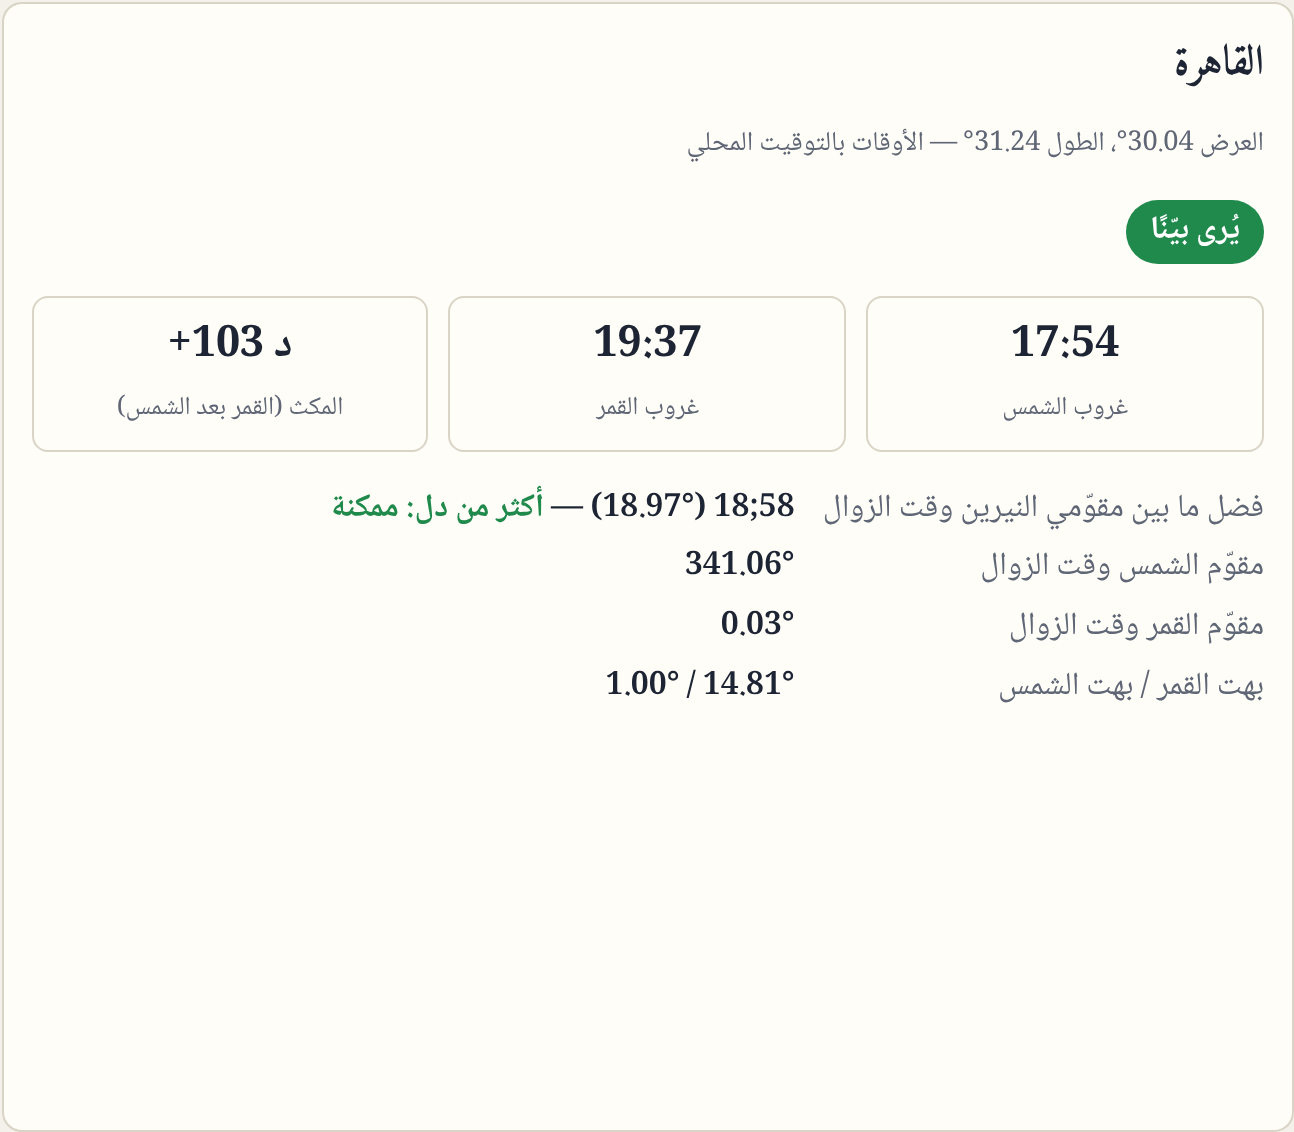 القاهرة
العرض 30.04°، الطول 31.24° — الأوقات بالتوقيت المحلي
يُرى بيّنًا
17:54
غروب الشمس
19:37
غروب القمر
+103 د
المكث (القمر بعد الشمس)
فضل ما بين مقوّمي النيرين وقت الزوال 18;58 (18.97°) — أكثر من دل: ممكنة
مقوّم الشمس وقت الزوال 341.06°
مقوّم القمر وقت الزوال 0.03°
بهت القمر / بهت الشمس 14.81° / 1.00°